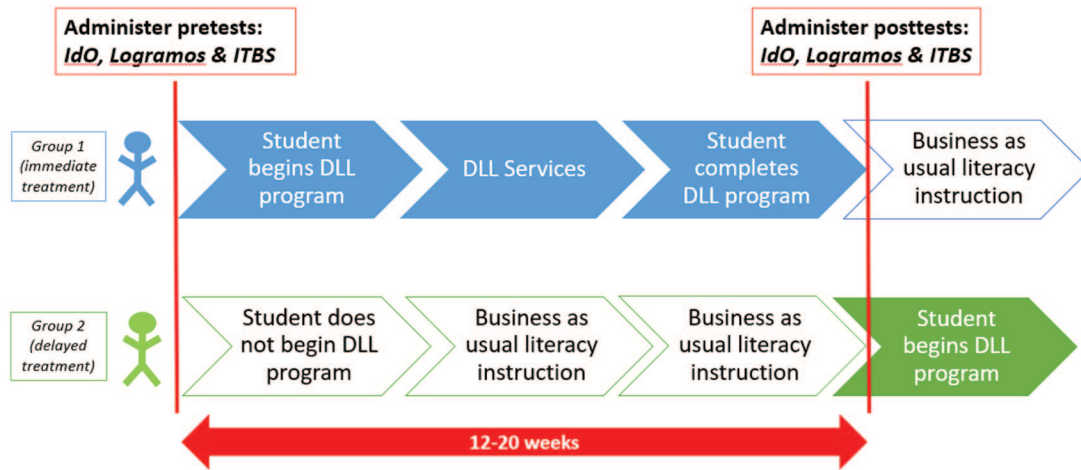 Administer pretests:
IdO, Logramos & ITBS
Administer posttests:
IdO, Logramos & ITBS
Group 1
(immediate
treatment)
Student
begins DLL
program
DLL Services
Student
completes
DLL program
Business as
usual literacy
instruction
Group 2
(delayed
treatment)
Student does
not begin DLL
program
Business as
usual literacy
instruction
Business as
usual literacy
instruction
Student
begins DLL
program
12-20 weeks